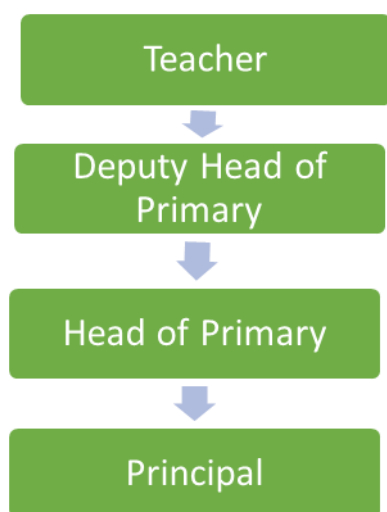 Teacher
Deputy Head of
Primary
Head of Primary
Principal